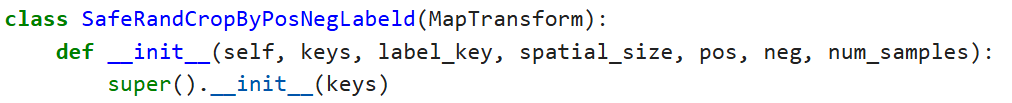 class SafeRandCropByPosNegLabeld(MapTransform):
    def __init__(self, keys, label_key, spatial_size, pos, neg, num_samples):
        super().__init__(keys)